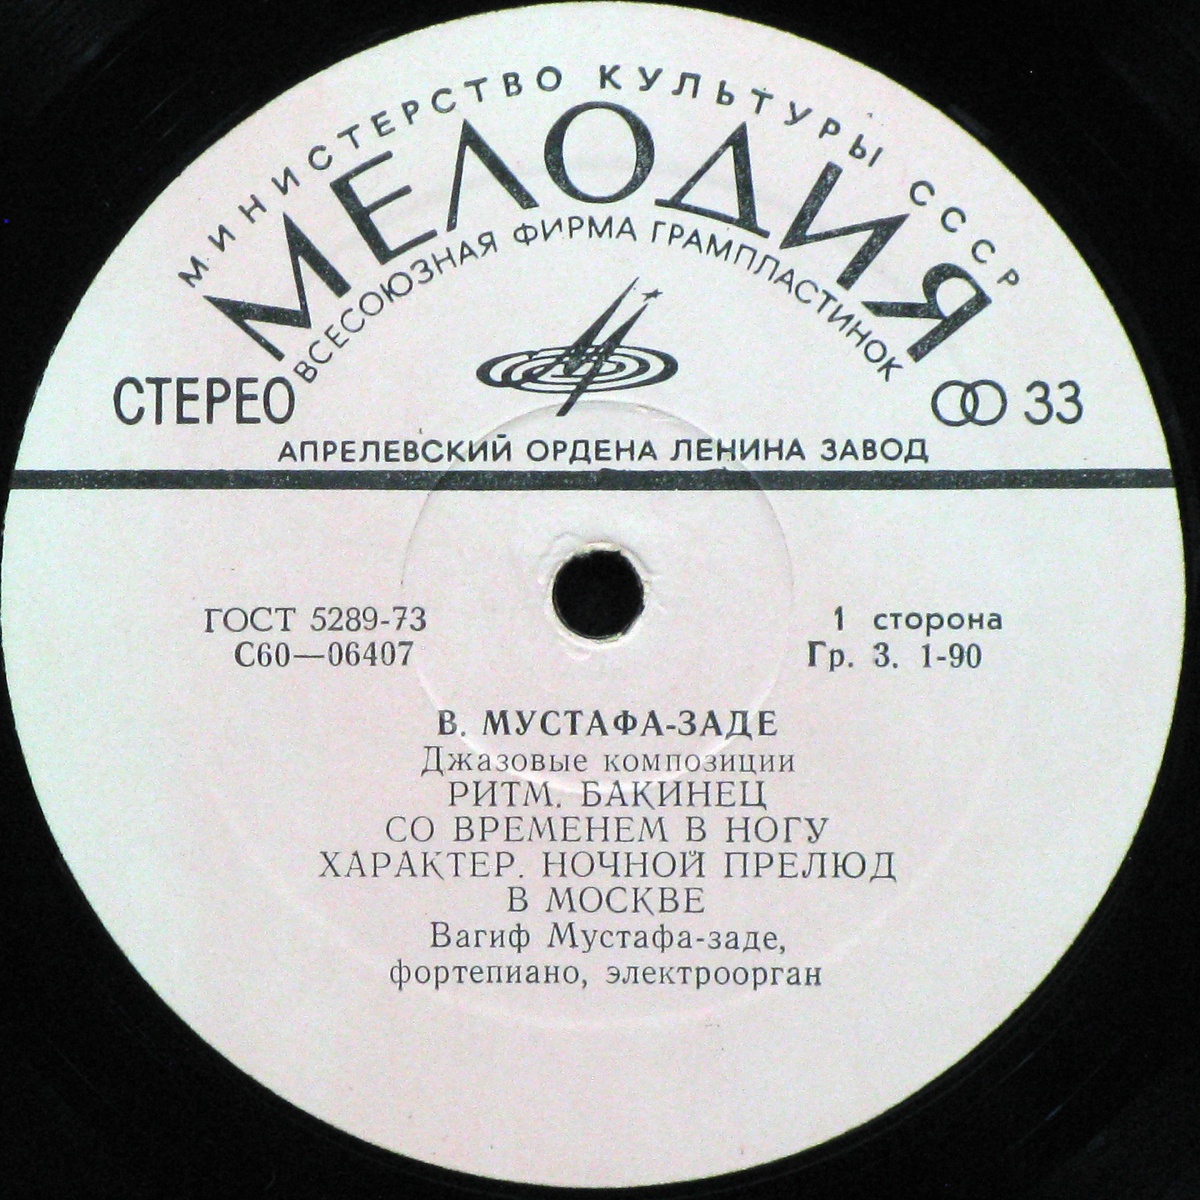 МИНИСТЕРСТВО КУЛЬТУРЫ СССР
МЕЛОДИЯ
ВСЕСОЮЗНАЯ ФИРМА ГРАМПЛАСТИНОК
СТЕРЕО
33
АПРЕЛЕВСКИЙ ОРДЕНА ЛЕНИНА ЗАВОД
ГОСТ 5289-73
С60—06407
1 сторона
Гр. 3. 1-90
В. МУСТАФА-ЗАДЕ
Джазовые композиции
РИТМ. БАКИНЕЦ
СО ВРЕМЕНЕМ В НОГУ
ХАРАКТЕР. НОЧНОЙ ПРЕЛЮД
В МОСКВЕ
Вагиф Мустафа-заде,
фортепиано, электроорган